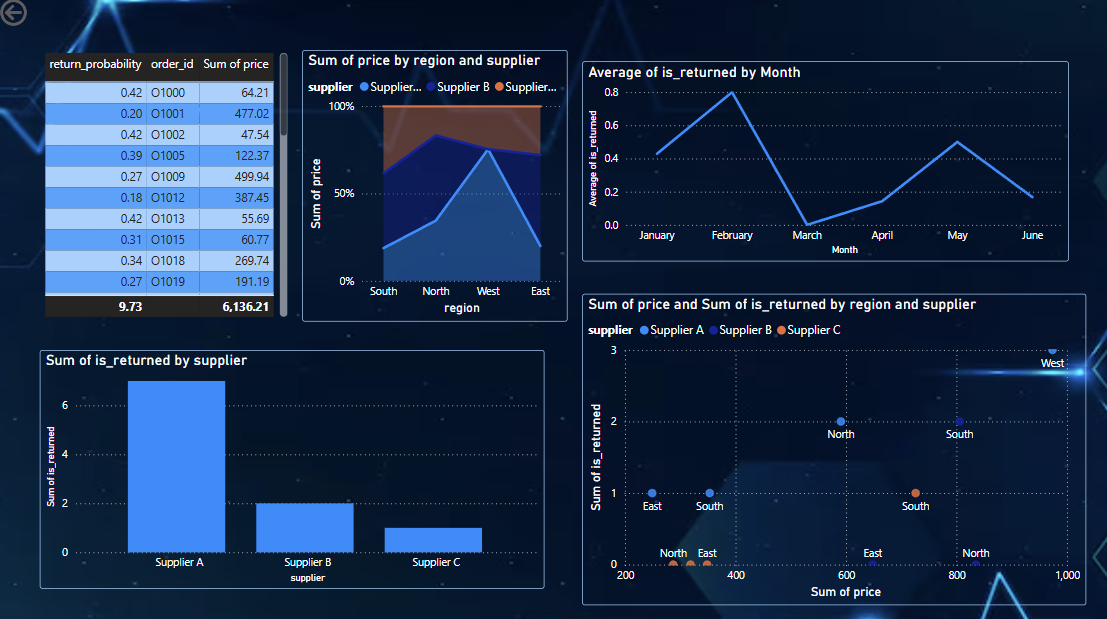 return_probability order_id Sum of price
0.42 O1000 64.21
0.20 O1001 477.02
0.42 O1002 47.54
0.39 O1005 122.37
0.27 O1009 499.94
0.18 O1012 387.45
0.42 O1013 55.69
0.31 O1015 60.77
0.34 O1018 269.74
0.27 O1019 191.19
9.73 6,136.21
Sum of price by region and supplier
supplier Supplier... Supplier B Supplier...
100%
50%
0%
Sum of price
South North West East
region
Average of is_returned by Month
0.8
0.6
0.4
0.2
0.0
Average of is_returned
January February March April May June
Month
Sum of is_returned by supplier
6
4
2
0
Sum of is_returned
Supplier A Supplier B Supplier C
supplier
Sum of price and Sum of is_returned by region and supplier
supplier Supplier A Supplier B Supplier C
3
2
1
0
Sum of is_returned
West
North South
East South South
North East East North
200 400 600 800 1,000
Sum of price